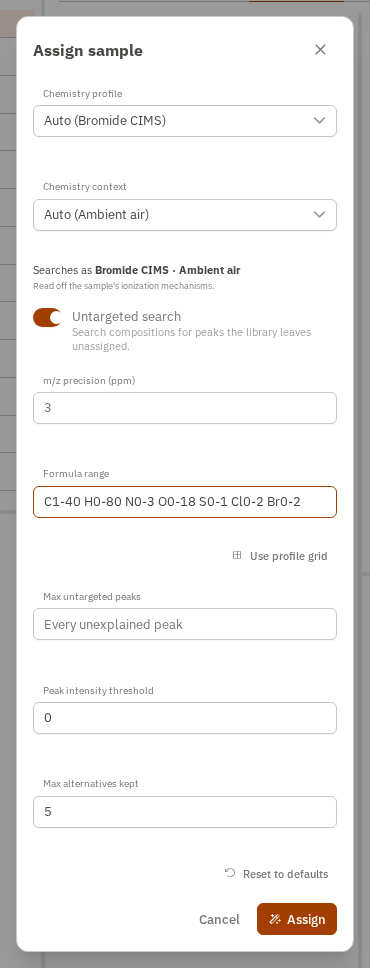 Assign sample
Chemistry profile
Auto (Bromide CIMS)
Chemistry context
Auto (Ambient air)
Searches as Bromide CIMS · Ambient air
Read off the sample's ionization mechanisms.
Untargeted search
Search compositions for peaks the library leaves
unassigned.
m/z precision (ppm)
3
Formula range
C1-40 H0-80 N0-3 O0-18 S0-1 Cl0-2 Br0-2
Use profile grid
Max untargeted peaks
Every unexplained peak
Peak intensity threshold
0
Max alternatives kept
5
Reset to defaults
Cancel
Assign